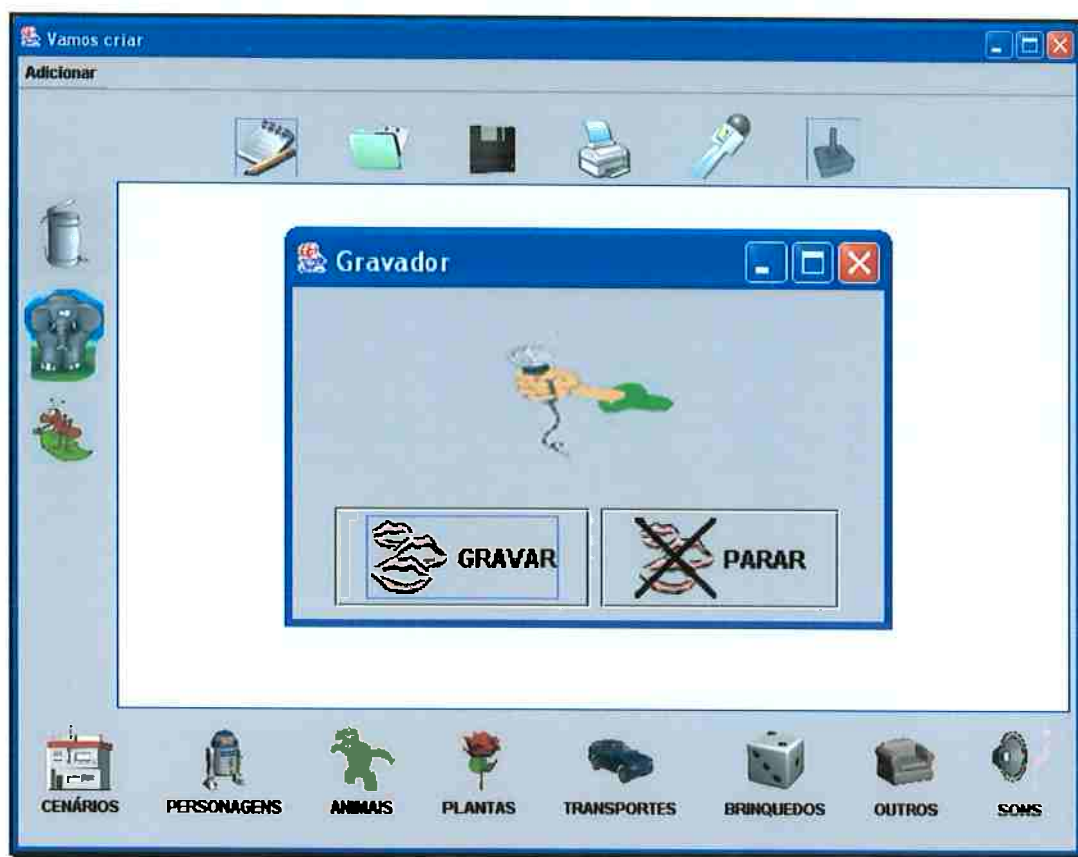 Vamos criar
Adicionar
Gravador
GRAVAR
PARAR
CENÁRIOS
PERSONAGENS
ANIMAIS
PLANTAS
TRANSPORTES
BRINQUEDOS
OUTROS
SONS